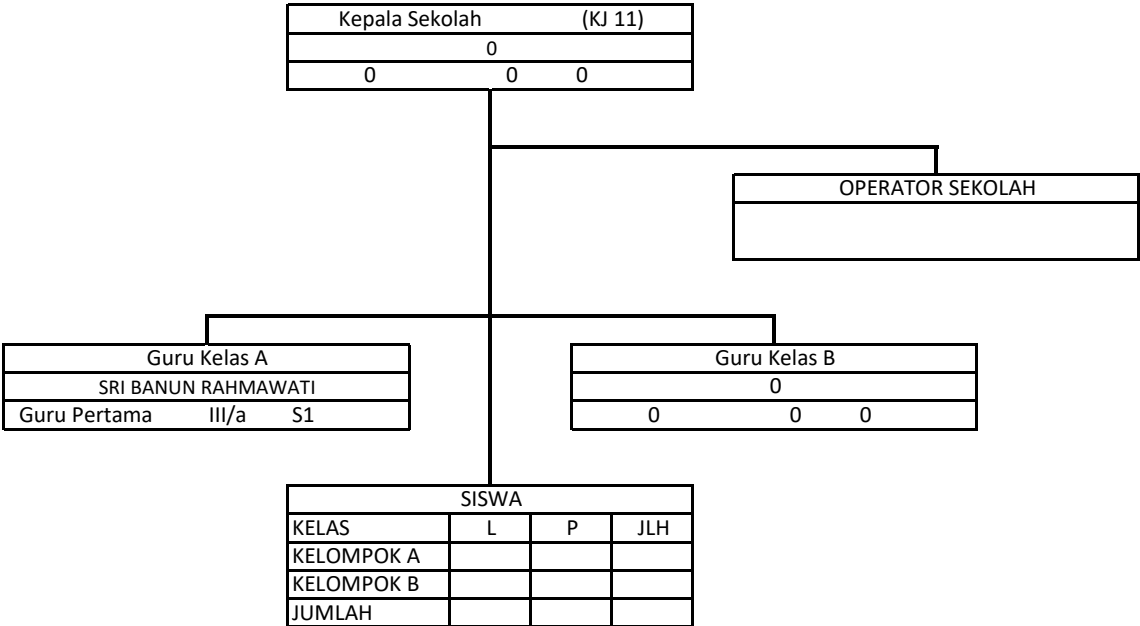 Kepala Sekolah (KJ 11)
0
0 0 0
OPERATOR SEKOLAH
Guru Kelas A
SRI BANUN RAHMAWATI
Guru Pertama III/a S1
Guru Kelas B
0
0 0 0
SISWA
KELAS L P JLH
KELOMPOK A
KELOMPOK B
JUMLAH